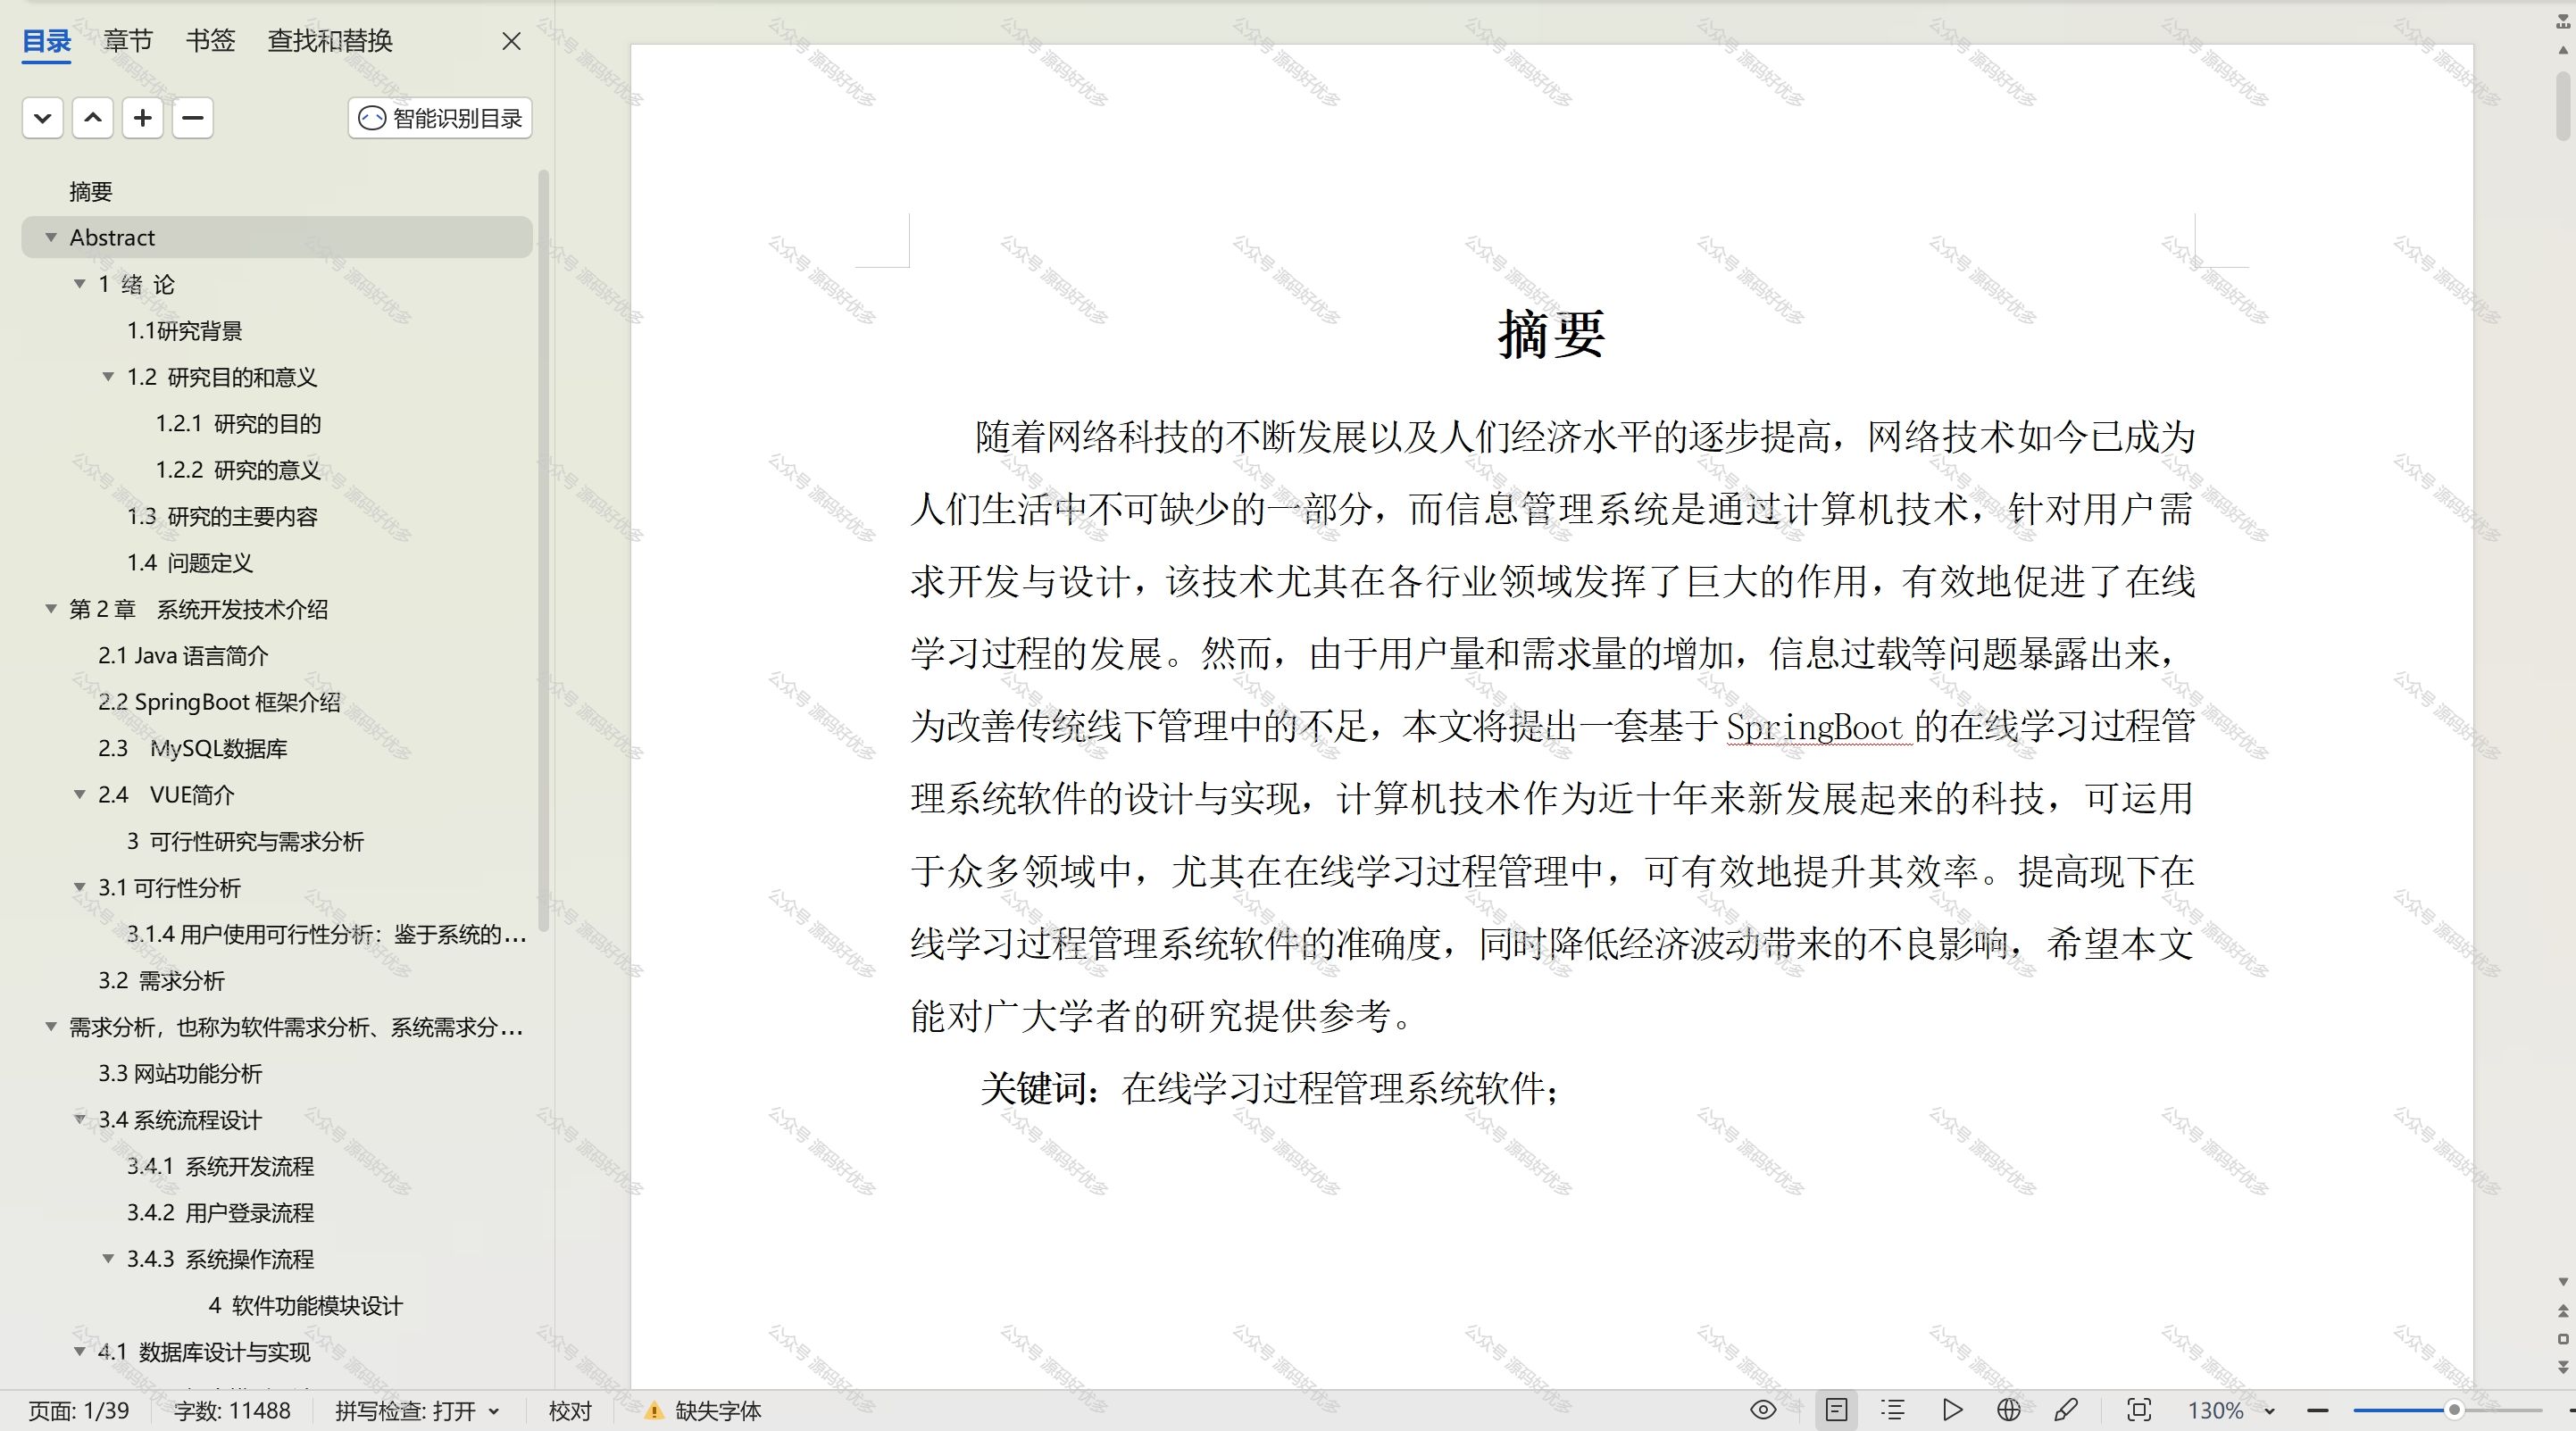 目录 章节 书签 查找和替换
智能识别目录
摘要
Abstract
1 绪 论
1.1研究背景
1.2 研究目的和意义
1.2.1 研究的目的
1.2.2 研究的意义
1.3 研究的主要内容
1.4 问题定义
第 2 章 系统开发技术介绍
2.1 Java 语言简介
2.2 SpringBoot 框架介绍
2.3 MySQL数据库
2.4 VUE简介
3 可行性研究与需求分析
3.1 可行性分析
3.1.4 用户使用可行性分析：鉴于系统的...
3.2 需求分析
需求分析，也称为软件需求分析、系统需求分...
3.3 网站功能分析
3.4 系统流程设计
3.4.1 系统开发流程
3.4.2 用户登录流程
3.4.3 系统操作流程
4 软件功能模块设计
4.1 数据库设计与实现
摘要
随着网络科技的不断发展以及人们经济水平的逐步提高，网络技术如今已成为
人们生活中不可缺少的一部分，而信息管理系统是通过计算机技术，针对用户需
求开发与设计，该技术尤其在各行业领域发挥了巨大的作用，有效地促进了在线
学习过程的发展。然而，由于用户量和需求量的增加，信息过载等问题暴露出来，
为改善传统线下管理中的不足，本文将提出一套基于 SpringBoot 的在线学习过程管
理系统软件的设计与实现，计算机技术作为近十年来新发展起来的科技，可运用
于众多领域中，尤其在在线学习过程管理中，可有效地提升其效率。提高现下在
线学习过程管理系统软件的准确度，同时降低经济波动带来的不良影响，希望本文
能对广大学者的研究提供参考。
关键词：在线学习过程管理系统软件；
页面: 1/39 字数: 11488 拼写检查: 打开 校对 缺失字体 130%
公众号 源码好优多